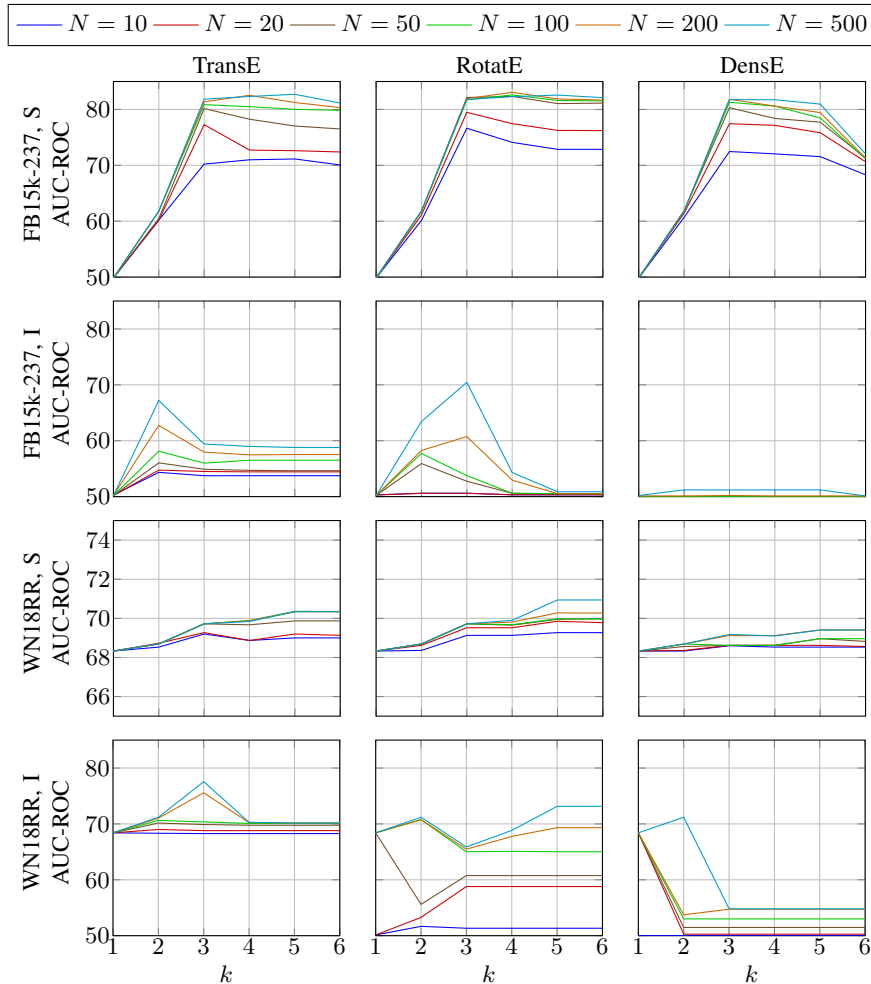 N = 10 N = 20 N = 50 N = 100 N = 200 N = 500
TransE RotatE DensE
FB15k-237, S
AUC-ROC
80
70
60
50
FB15k-237, I
AUC-ROC
80
70
60
50
WN18RR, S
AUC-ROC
74
72
70
68
66
WN18RR, I
AUC-ROC
80
70
60
50
1 2 3 4 5 6 1 2 3 4 5 6 1 2 3 4 5 6
k k k